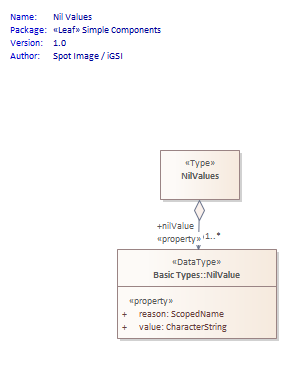 Name: Nil Values
Package: «Leaf» Simple Components
Version: 1.0
Author: Spot Image / iGSI
«Type»
NilValues
+nilValue
«property» 1..*
«DataType»
Basic Types::NilValue
«property»
+ reason: ScopedName
+ value: CharacterString